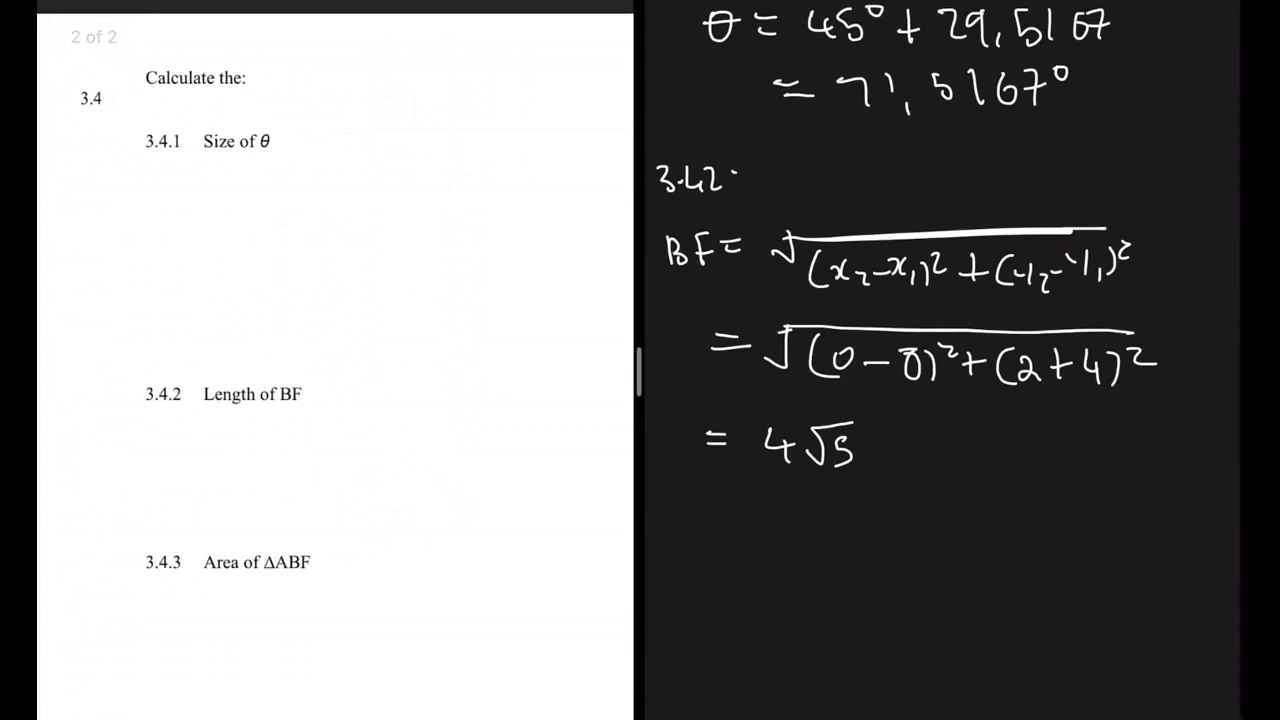 2 of 2
Calculate the:
3.4
3.4.1 Size of θ
3.4.2 Length of BF
3.4.3 Area of ΔABF
θ = 45° + 29,5167
= 71,5167°
3.42.
BF = √(x₂-x₁)² + (y₂-y₁)²
= √(0-8)² + (2+4)²
= 4√5